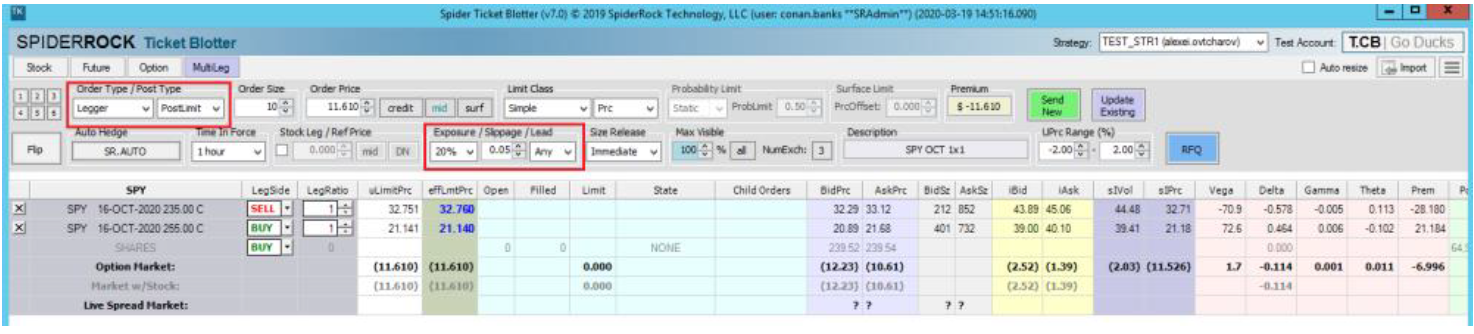 TK Spider Ticket Blotter (v7.0) © 2019 SpiderRock Technology, LLC (user: conan.banks **SRAdmin**) (2020-03-19 14:51:16.090)
SPIDERROCK Ticket Blotter Strategy: TEST_STR1 (alexei.ovtcharov) Test Account: T.CB | Go Ducks
Stock Future Option MultiLeg Auto resize Import
Order Type / Post Type Order Size Order Price Limit Class Probability Limit Surface Limit Premium
1 2 3 4 5 6 Legger PostLimit 10 11.610 credit mid surf Simple Prc Static ProbLimit 0.50 PrcOffset: 0.000 $ -11.610 Send New Update Existing
Auto Hedge Time In Force Stock Leg / Ref Price Exposure / Slippage / Lead Size Release Max Visible Description UPrc Range (%)
Flip SR.AUTO 1 hour 0.000 mid DN 20% 0.05 Any Immediate 100 % all NumExch: 3 SPY OCT 1x1 -2.00 - 2.00 RFQ
SPY LegSide LegRatio uLimitPrc effLmtPrc Open Filled Limit State Child Orders BidPrc AskPrc BidSz AskSz iBid iAsk sIVol sIPrc Vega Delta Gamma Theta Prem
X SPY 16-OCT-2020 235.00 C SELL 1 32.751 32.760 32.29 33.12 212 852 43.89 45.06 44.48 32.71 -70.9 -0.578 -0.005 0.113 -28.180
X SPY 16-OCT-2020 255.00 C BUY 1 21.141 21.140 20.89 21.68 401 732 39.00 40.10 39.41 21.18 72.6 0.464 0.006 -0.102 21.184
SHARES BUY 0 0 0 NONE 239.52 239.54 0.000
Option Market: (11.610) (11.610) 0.000 (12.23) (10.61) (2.52) (1.39) (2.03) (11.526) 1.7 -0.114 0.001 0.011 -6.996
Market w/Stock: (11.610) (11.610) 0.000 (12.23) (10.61) (2.52) (1.39) -0.114
Live Spread Market: ? ? ? ?